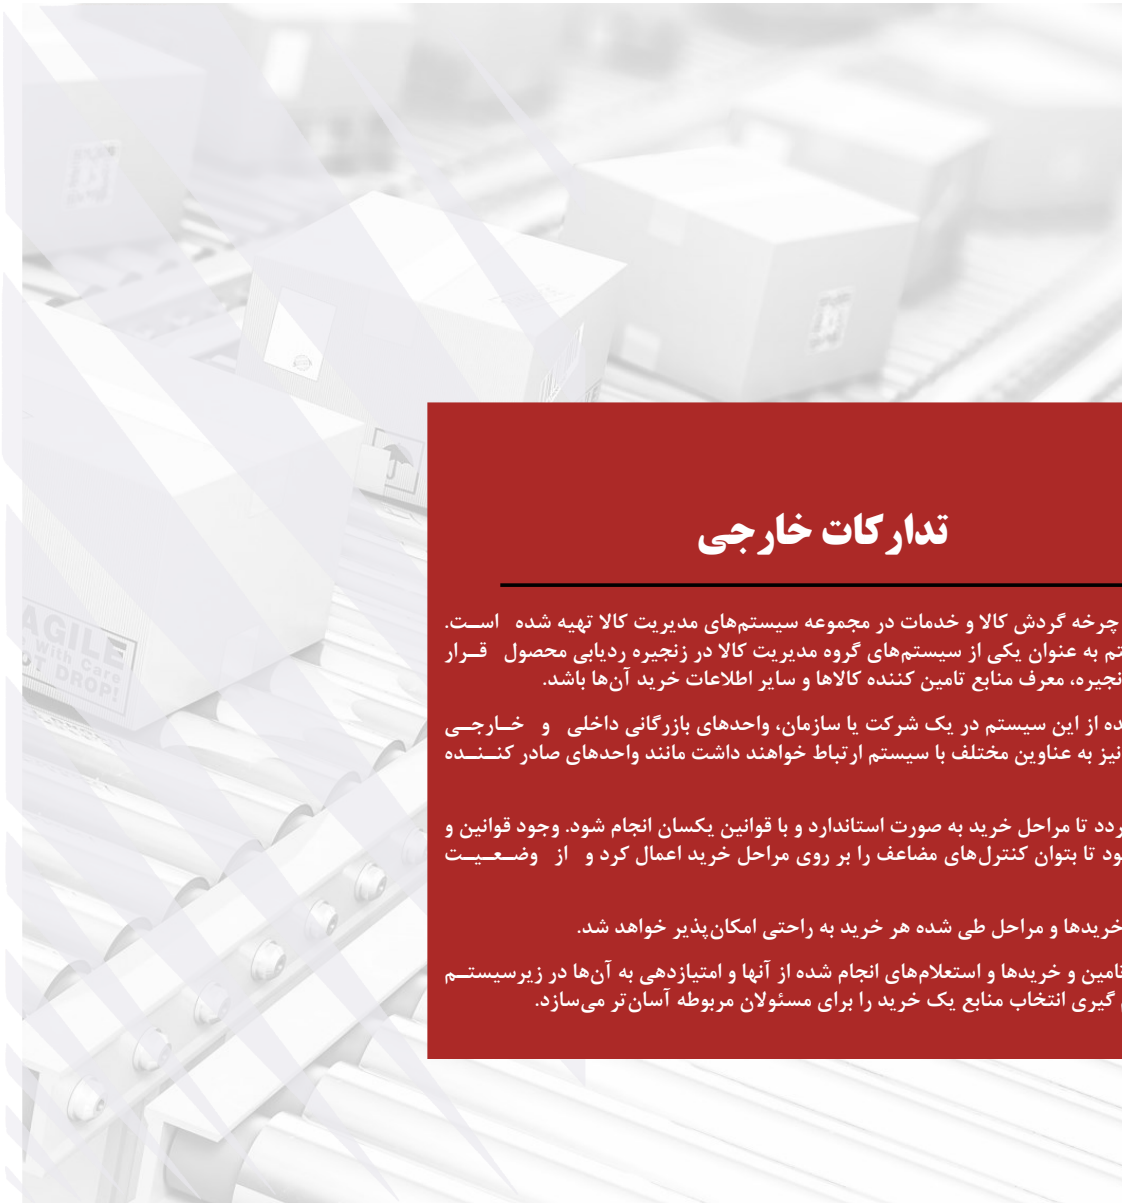 تدارکات خارجی
چرخه گردش کالا و خدمات در مجموعه سیستم‌های مدیریت کالا تهیه شده است.
تم به عنوان یکی از سیستم‌های گروه مدیریت کالا در زنجیره ردیابی محصول قرار
نجیره، معرف منابع تامین کننده کالاها و سایر اطلاعات خرید آن‌ها باشد.
ده از این سیستم در یک شرکت یا سازمان، واحدهای بازرگانی داخلی و خارجی
نیز به عناوین مختلف با سیستم ارتباط خواهند داشت مانند واحدهای صادر کننده
ردد تا مراحل خرید به صورت استاندارد و با قوانین یکسان انجام شود. وجود قوانین و
ود تا بتوان کنترل‌های مضاعف را بر روی مراحل خرید اعمال کرد و از وضعیت
خریدها و مراحل طی شده هر خرید به راحتی امکان‌پذیر خواهد شد.
تامین و خریدها و استعلام‌های انجام شده از آنها و امتیازدهی به آن‌ها در زیرسیستم
گیری انتخاب منابع یک خرید را برای مسئولان مربوطه آسان‌تر می‌سازد.
AGILE
With Care
OT DROP!